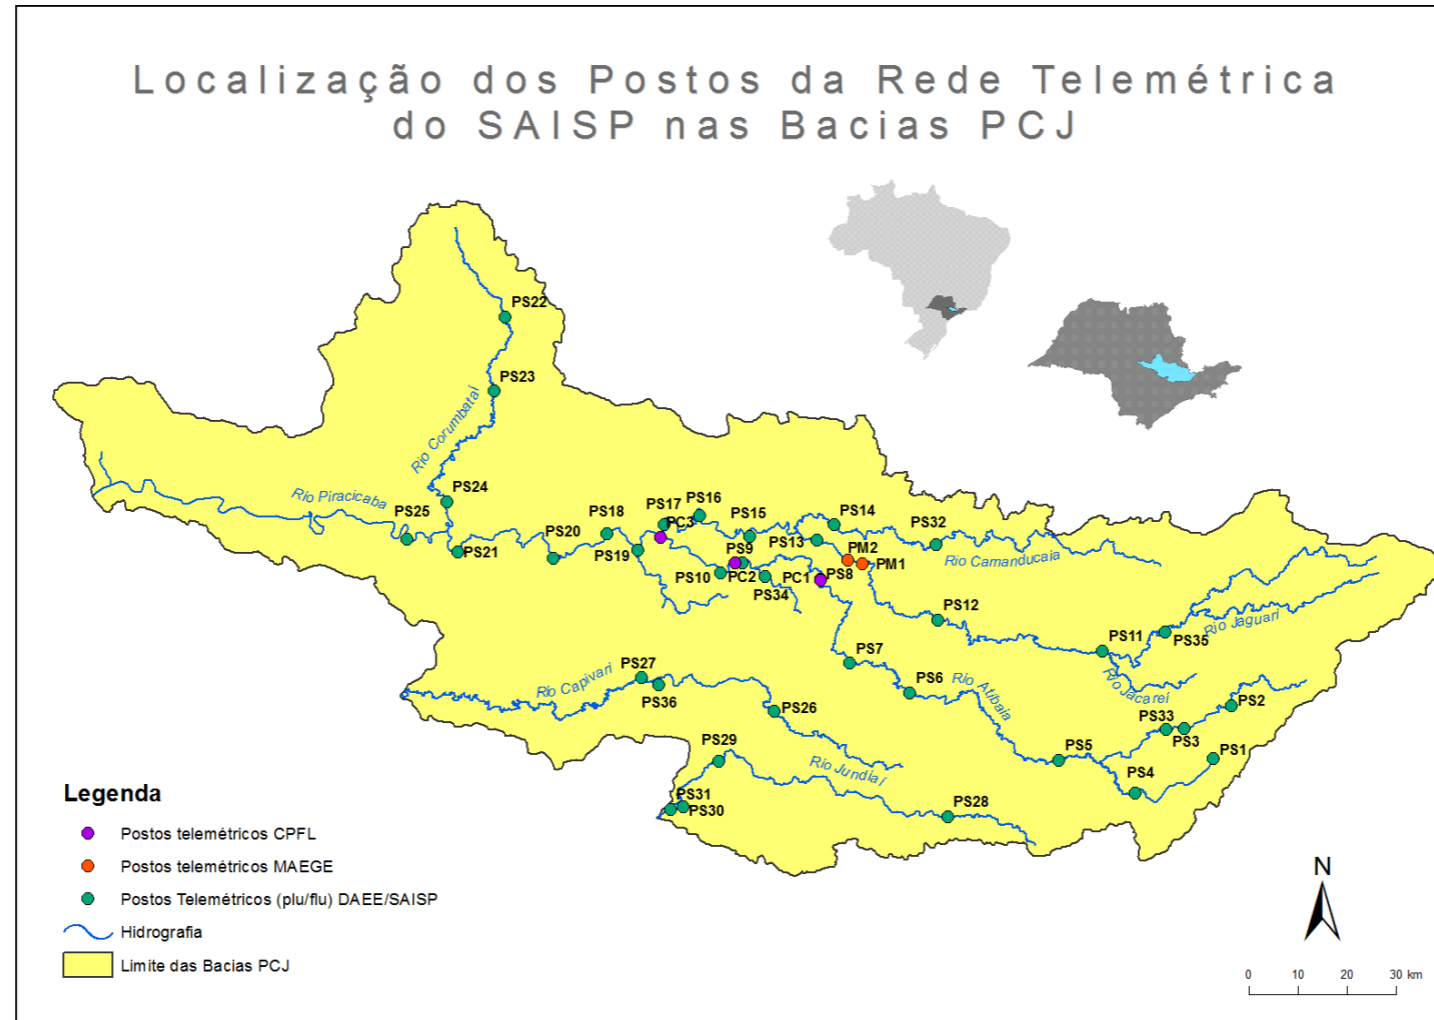 Localização dos Postos da Rede Telemétrica
do SAISP nas Bacias PCJ
PS22
PS23
Rio Corumbataí
PS24
Rio Piracicaba
PS25
PS21
PS20
PS18
PS19
PS17
PC3
PS16
PS15
PS9
PS10
PC2
PS34
PS13
PS14
PC1
PS8
PM2
PM1
PS32
Rio Camanducaia
PS12
PS11
PS35
Rio Jaguari
Rio Jacareí
PS7
PS6
Rio Atibaia
PS2
PS33
PS3
PS1
PS5
PS4
PS27
PS36
Rio Capivari
PS26
PS29
Rio Jundiaí
PS28
PS31
PS30
Legenda
Postos telemétricos CPFL
Postos telemétricos MAEGE
Postos Telemétricos (plu/flu) DAEE/SAISP
Hidrografia
Limite das Bacias PCJ
N
0 10 20 30 km